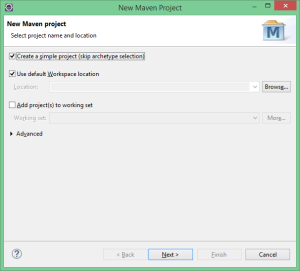 New Maven Project
New Maven project
Select project name and location
M
Create a simple project (skip archetype selection)
Use default Workspace location
Location:
Browse...
Add project(s) to working set
Working set:
More...
Advanced
?
< Back
Next >
Finish
Cancel